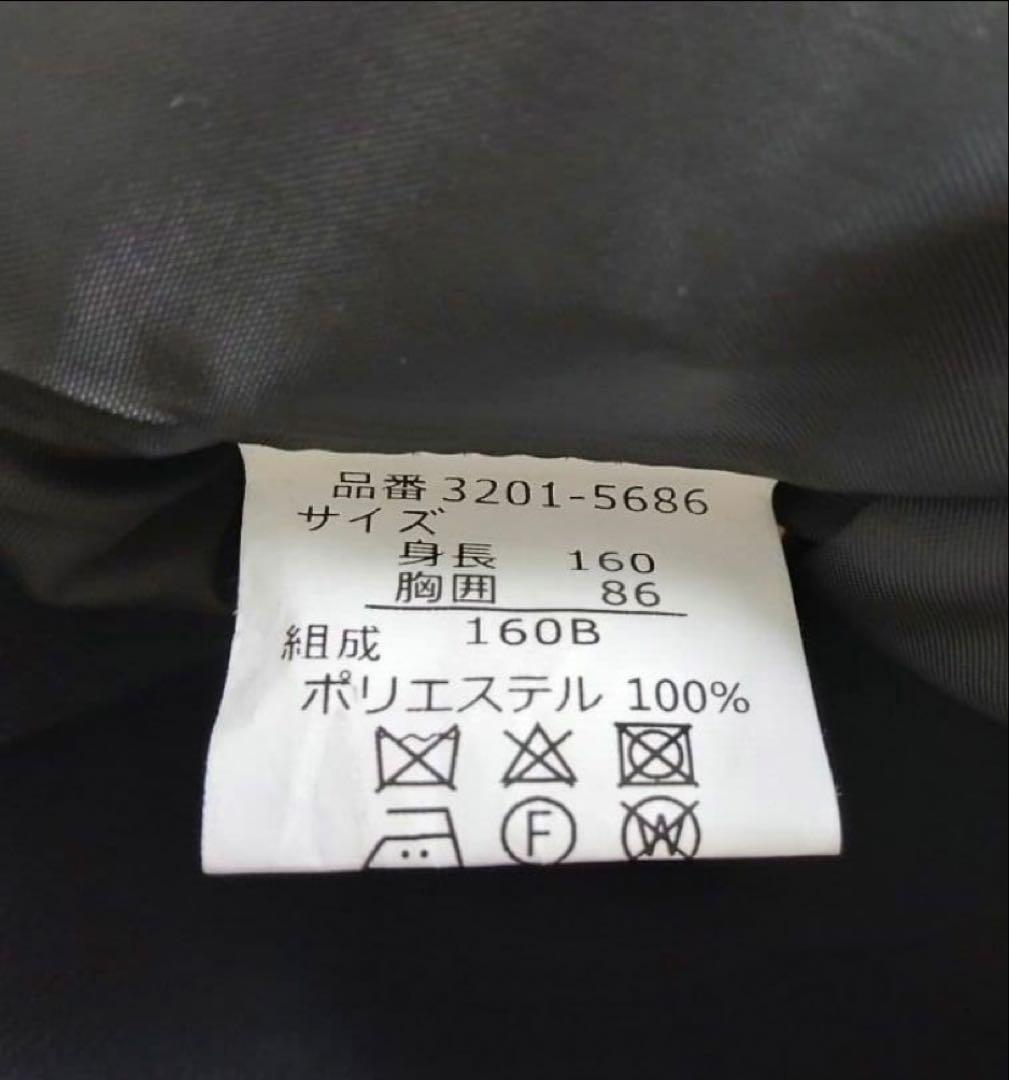 品番 3201-5686
サイズ
身長 160
胸囲 86
160B
組成
ポリエステル 100%
F
W